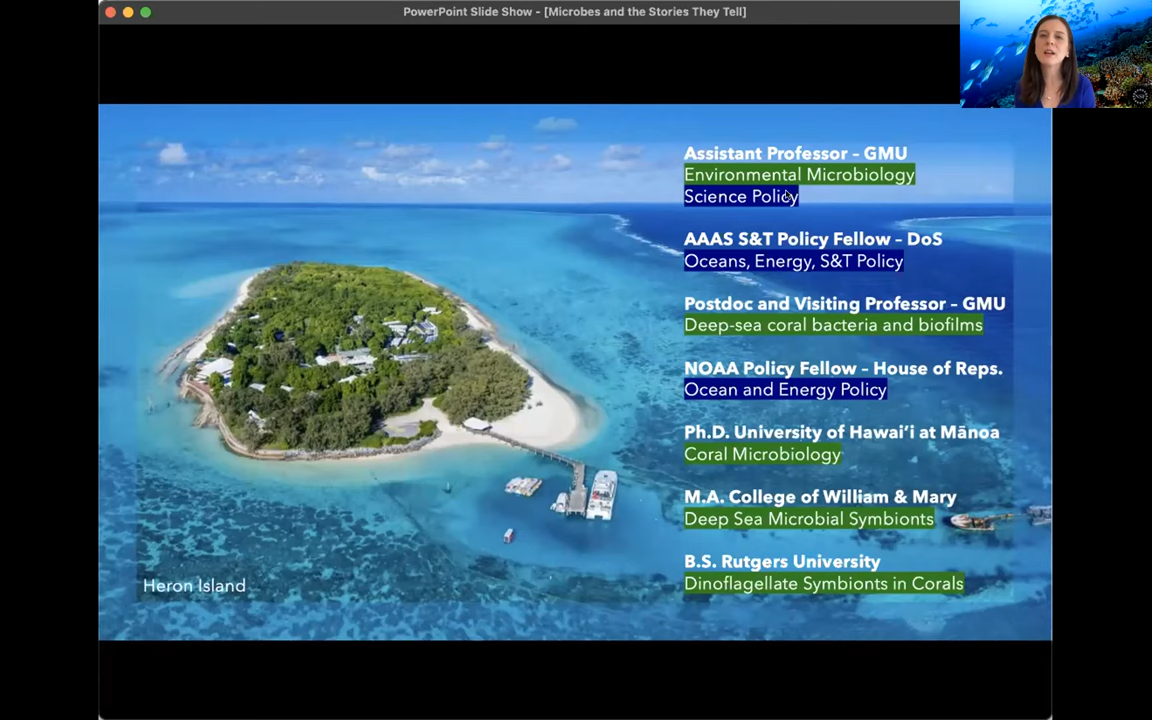 PowerPoint Slide Show - [Microbes and the Stories They Tell]
Assistant Professor – GMU
Environmental Microbiology
Science Policy
AAAS S&T Policy Fellow – DoS
Oceans, Energy, S&T Policy
Postdoc and Visiting Professor – GMU
Deep-sea coral bacteria and biofilms
NOAA Policy Fellow – House of Reps.
Ocean and Energy Policy
Ph.D. University of Hawai’i at Mānoa
Coral Microbiology
M.A. College of William & Mary
Deep Sea Microbial Symbionts
B.S. Rutgers University
Dinoflagellate Symbionts in Corals
Heron Island